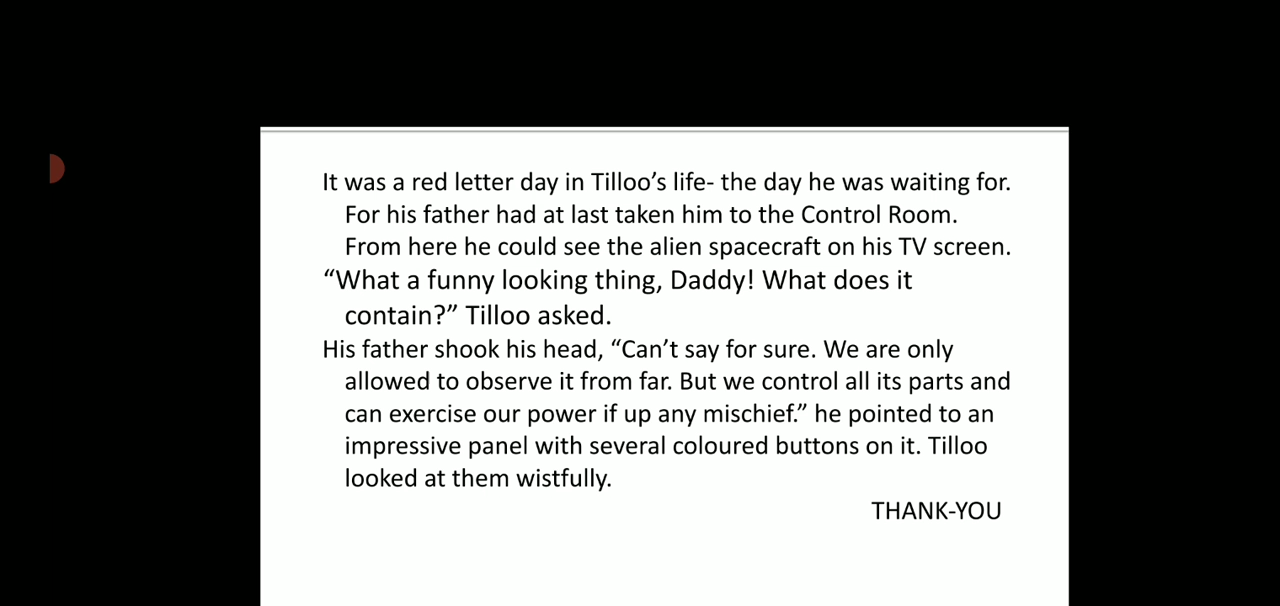 It was a red letter day in Tilloo’s life- the day he was waiting for.
For his father had at last taken him to the Control Room.
From here he could see the alien spacecraft on his TV screen.
“What a funny looking thing, Daddy! What does it
contain?” Tilloo asked.
His father shook his head, “Can’t say for sure. We are only
allowed to observe it from far. But we control all its parts and
can exercise our power if up any mischief.” he pointed to an
impressive panel with several coloured buttons on it. Tilloo
looked at them wistfully.
THANK-YOU